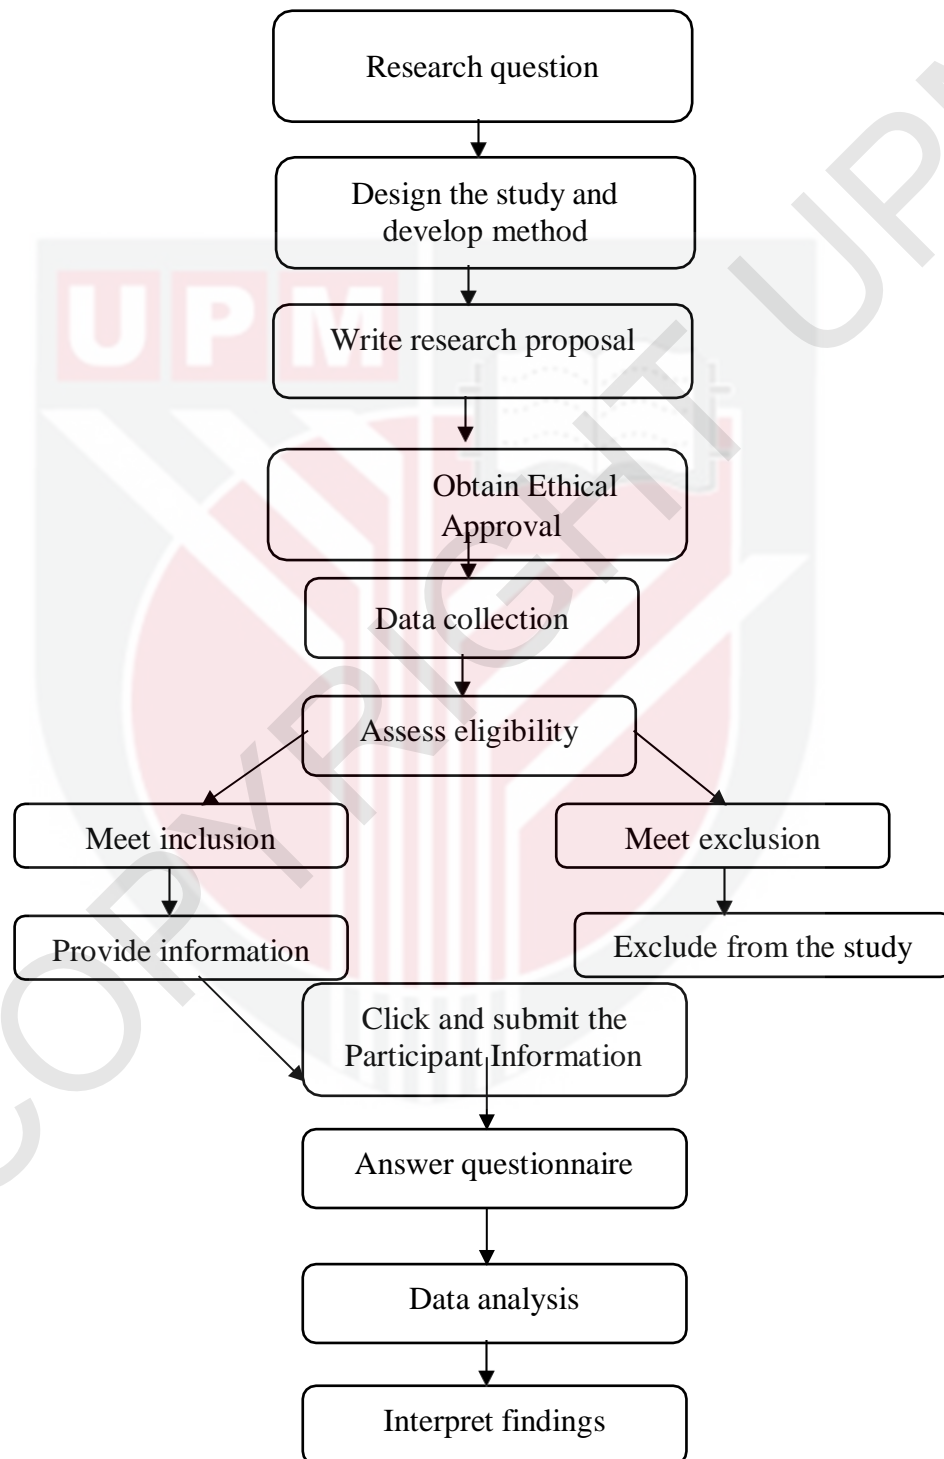 Research question
Design the study and
develop method
UPM
Write research proposal
Obtain Ethical
Approval
Data collection
Assess eligibility
Meet inclusion
Meet exclusion
Provide information
Exclude from the study
Click and submit the
Participant Information
Answer questionnaire
Data analysis
Interpret findings
COPYRIGHT UPM